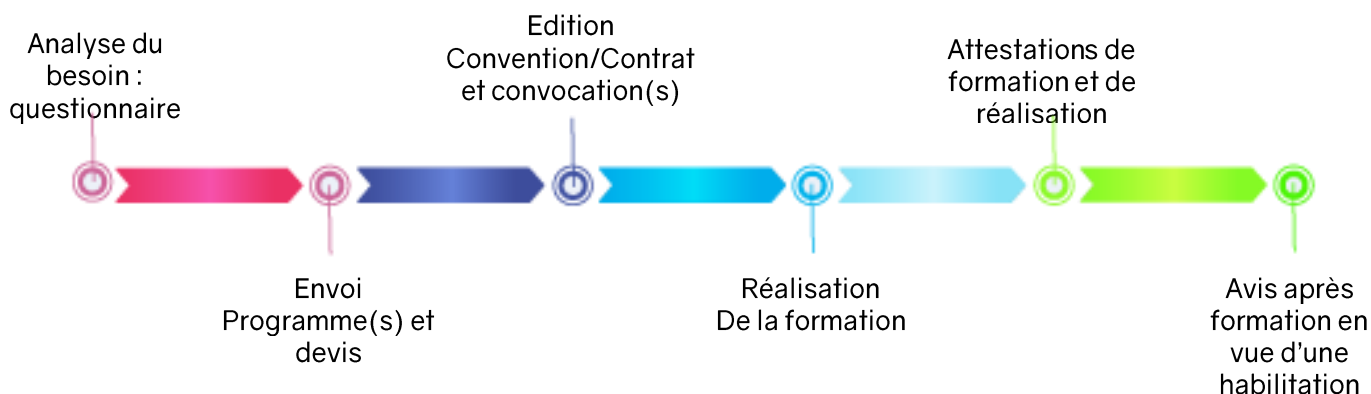 Analyse du
besoin :
questionnaire
Envoi
Programme(s) et
devis
Edition
Convention/Contrat
et convocation(s)
Réalisation
De la formation
Attestations de
formation et de
réalisation
Avis après
formation en
vue d’une
habilitation